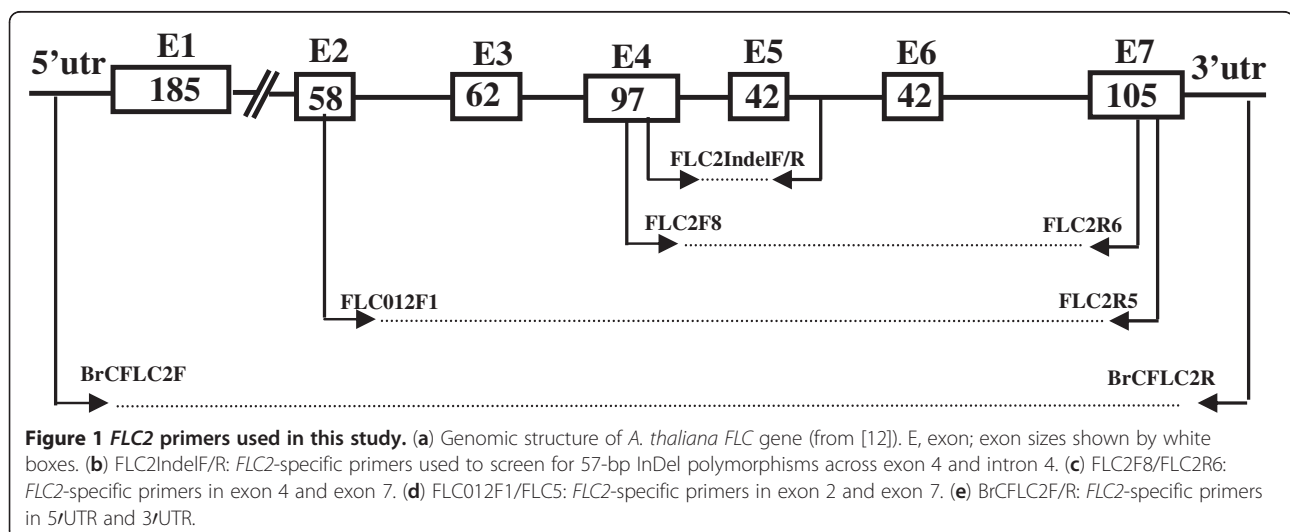 5'utr E1 E2 E3 E4 E5 E6 E7 3'utr
185 58 62 97 42 42 105
FLC2IndelF/R
FLC2F8 FLC2R6
FLC012F1 FLC2R5
BrCFLC2F BrCFLC2R
Figure 1 FLC2 primers used in this study. (a) Genomic structure of A. thaliana FLC gene (from [12]). E, exon; exon sizes shown by white
boxes. (b) FLC2IndelF/R: FLC2-specific primers used to screen for 57-bp InDel polymorphisms across exon 4 and intron 4. (c) FLC2F8/FLC2R6:
FLC2-specific primers in exon 4 and exon 7. (d) FLC012F1/FLC5: FLC2-specific primers in exon 2 and exon 7. (e) BrCFLC2F/R: FLC2-specific primers
in 5′UTR and 3′UTR.